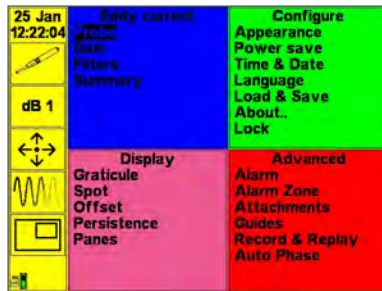 25 Jan
12:22:04
dB 1
Eddy current
Probe
Gain
Filters
Summary
Configure
Appearance
Power save
Time & Date
Language
Load & Save
About..
Lock
Display
Graticule
Spot
Offset
Persistence
Panes
Advanced
Alarm
Alarm Zone
Attachments
Guides
Record & Replay
Auto Phase